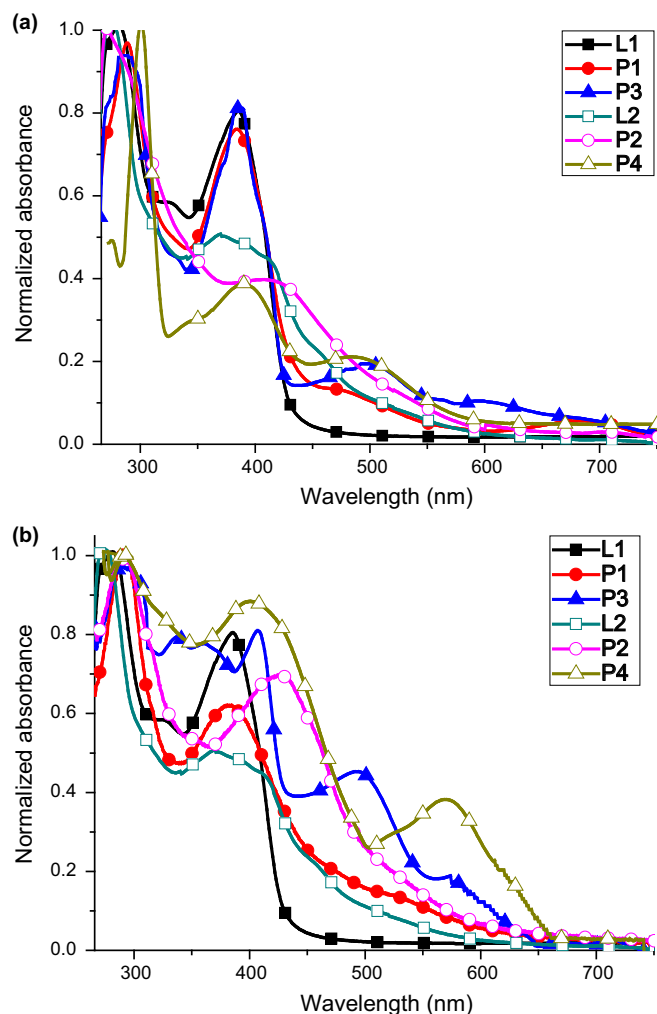 (a)
Normalized absorbance
1.0
0.8
0.6
0.4
0.2
0.0
L1
P1
P3
L2
P2
P4
300 400 500 600 700
Wavelength (nm)
(b)
Normalized absorbance
1.0
0.8
0.6
0.4
0.2
0.0
L1
P1
P3
L2
P2
P4
300 400 500 600 700
Wavelength (nm)